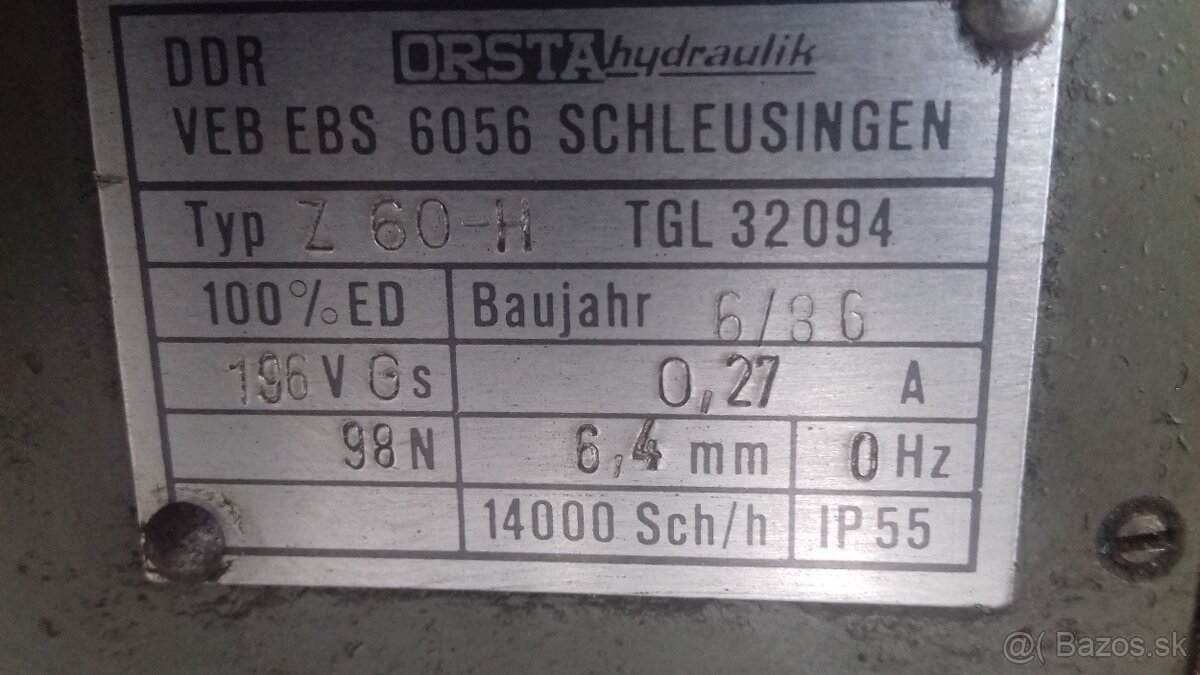 DDR ORSTA hydraulik
VEB EBS 6056 SCHLEUSINGEN
Typ Z 60-H TGL 32094
100% ED Baujahr 6/86
196 V Gs 0,27 A
98 N 6,4 mm 0 Hz
14000 Sch/h IP 55
@( Bazos.sk